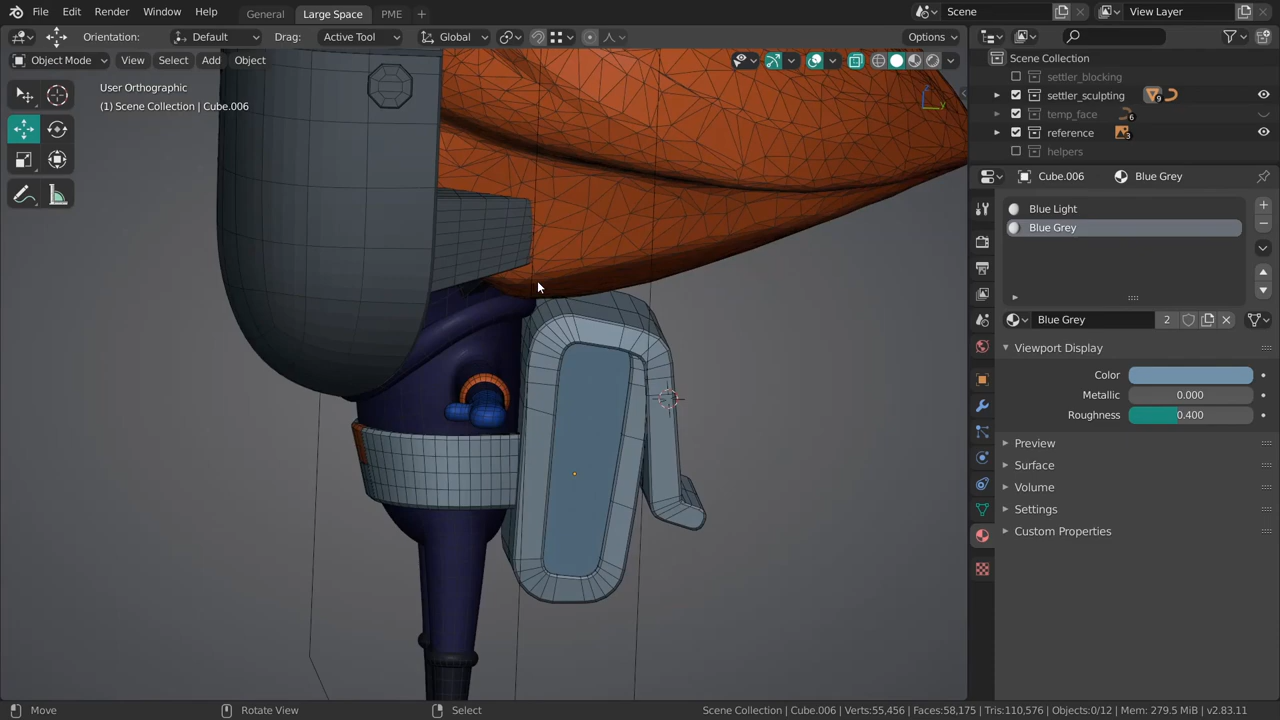 File Edit Render Window Help General Large Space PME Scene View Layer
Orientation: Default Drag: Active Tool Global Options
Object Mode View Select Add Object
User Orthographic
(1) Scene Collection | Cube.006
Z
Y
Scene Collection
settler_blocking
settler_sculpting 9
temp_face 6
reference 3
helpers
Cube.006 Blue Grey
Blue Light
Blue Grey
Blue Grey 2
Viewport Display
Color
Metallic 0.000
Roughness 0.400
Preview
Surface
Volume
Settings
Custom Properties
Move Rotate View Select Scene Collection | Cube.006 | Verts:55,456 | Faces:58,175 | Tris:110,576 | Objects:0/12 | Mem: 279.5 MiB | v2.83.11